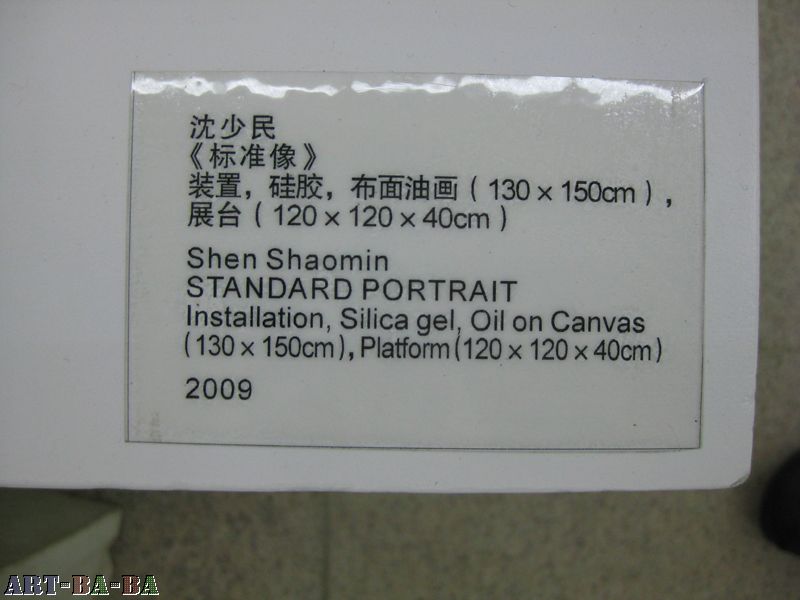 沈少民
《标准像》
装置，硅胶，布面油画（130 × 150cm），
展台（120 × 120 × 40cm）
Shen Shaomin
STANDARD PORTRAIT
Installation, Silica gel, Oil on Canvas
(130 × 150cm), Platform (120 × 120 × 40cm)
2009
ART-BA-BA